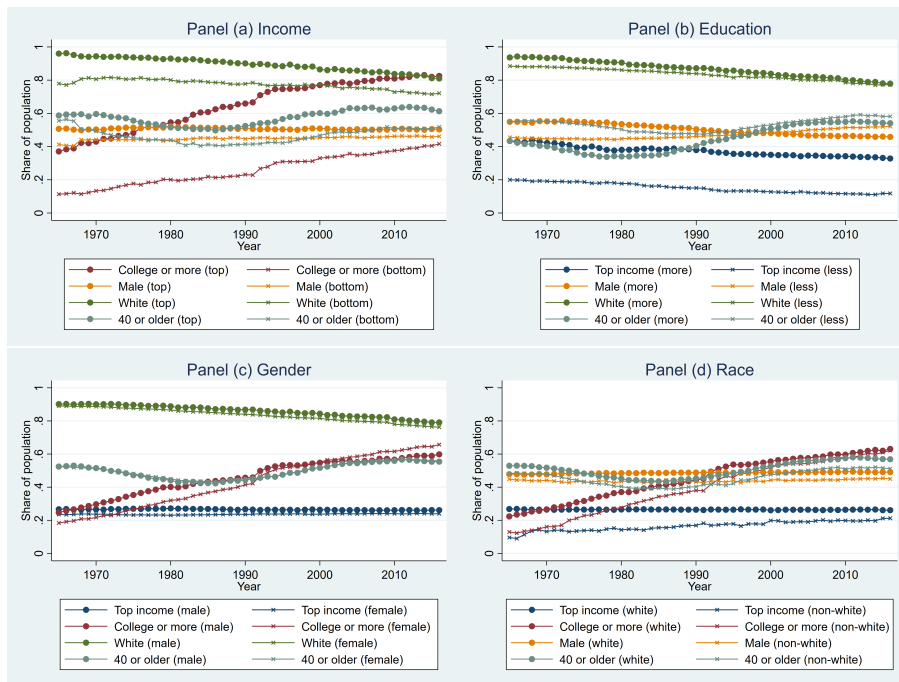 Panel (a) Income
Share of population
0 .2 .4 .6 .8 1
1970 1980 1990 2000 2010
Year
College or more (top) College or more (bottom)
Male (top) Male (bottom)
White (top) White (bottom)
40 or older (top) 40 or older (bottom)
Panel (b) Education
Share of population
0 .2 .4 .6 .8 1
1970 1980 1990 2000 2010
Year
Top income (more) Top income (less)
Male (more) Male (less)
White (more) White (less)
40 or older (more) 40 or older (less)
Panel (c) Gender
Share of population
0 .2 .4 .6 .8 1
1970 1980 1990 2000 2010
Year
Top income (male) Top income (female)
College or more (male) College or more (female)
White (male) White (female)
40 or older (male) 40 or older (female)
Panel (d) Race
Share of population
0 .2 .4 .6 .8 1
1970 1980 1990 2000 2010
Year
Top income (white) Top income (non-white)
College or more (white) College or more (non-white)
Male (white) Male (non-white)
40 or older (white) 40 or older (non-white)